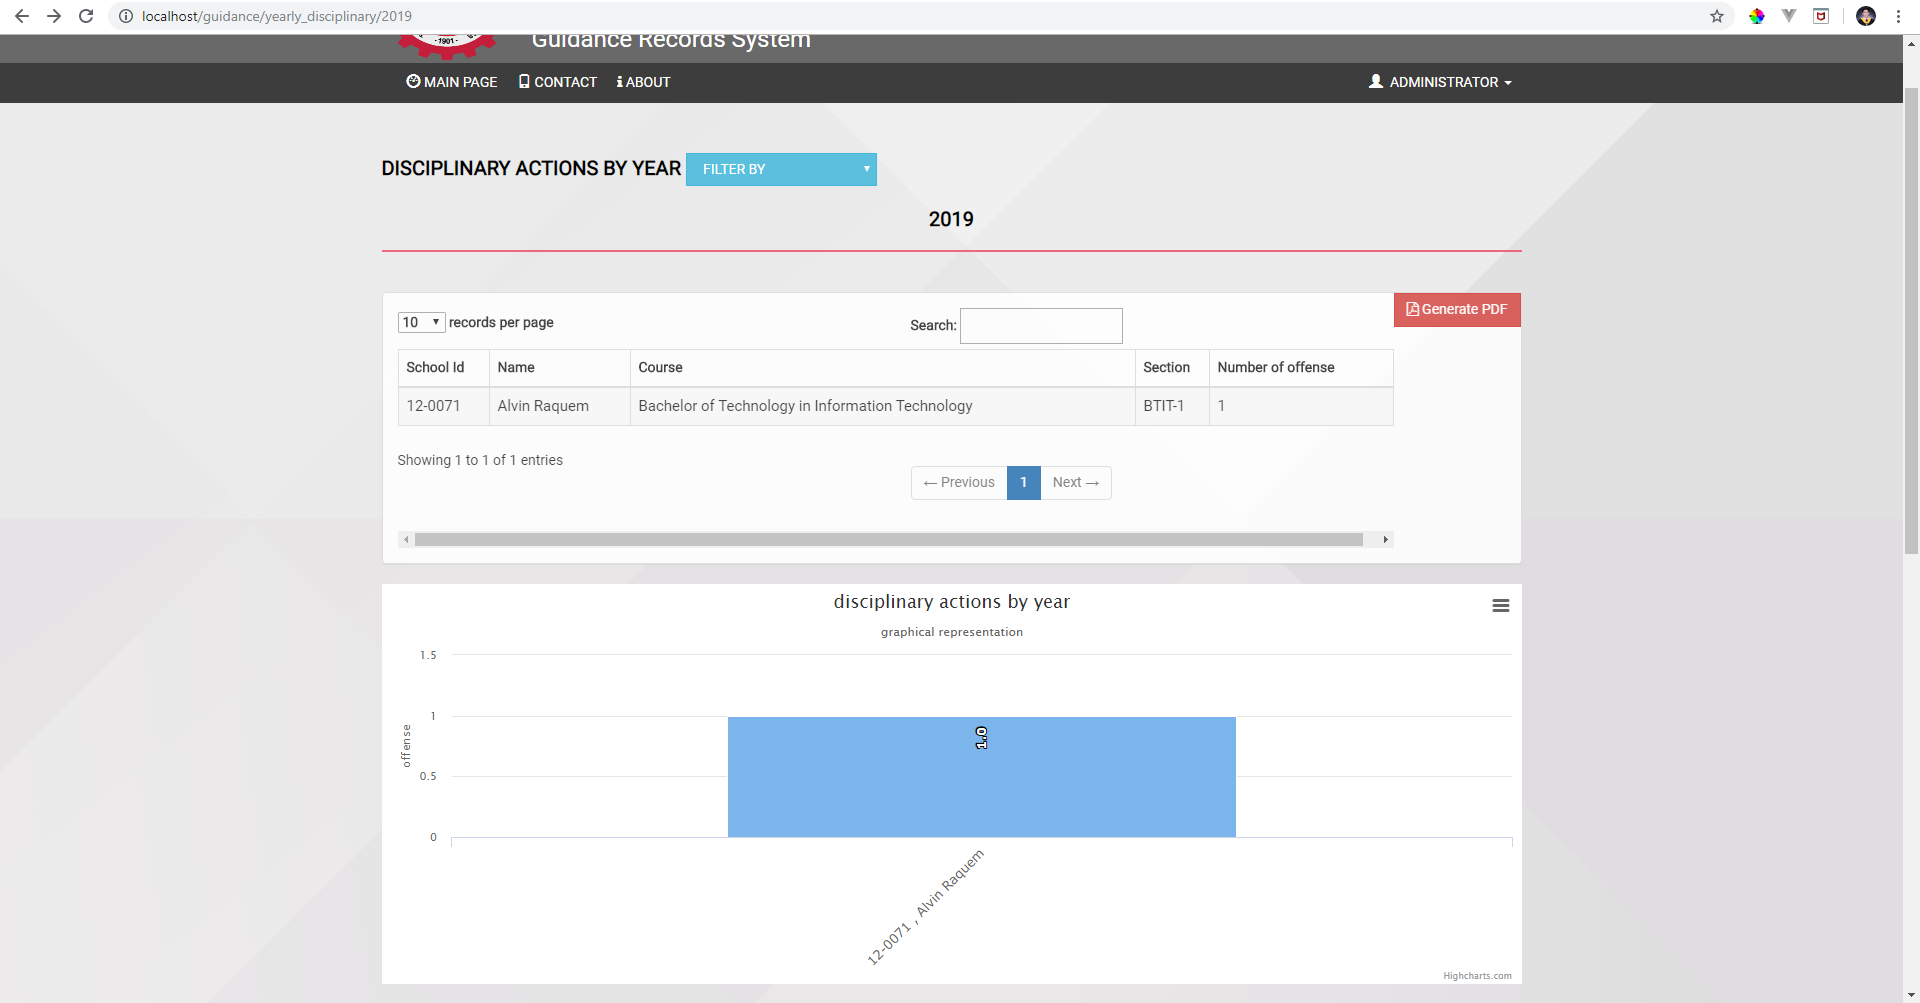 localhost/guidance/yearly_disciplinary/2019
- 1901 -
Guidance Records System
MAIN PAGE CONTACT ABOUT ADMINISTRATOR
DISCIPLINARY ACTIONS BY YEAR FILTER BY
2019
10 records per page Search: Generate PDF
School Id Name Course Section Number of offense
12-0071 Alvin Raquem Bachelor of Technology in Information Technology BTIT-1 1
Showing 1 to 1 of 1 entries
← Previous 1 Next →
disciplinary actions by year
graphical representation
1.5
1
0.5
0
offense
1.0
12-0071 , Alvin Raquem
Highcharts.com